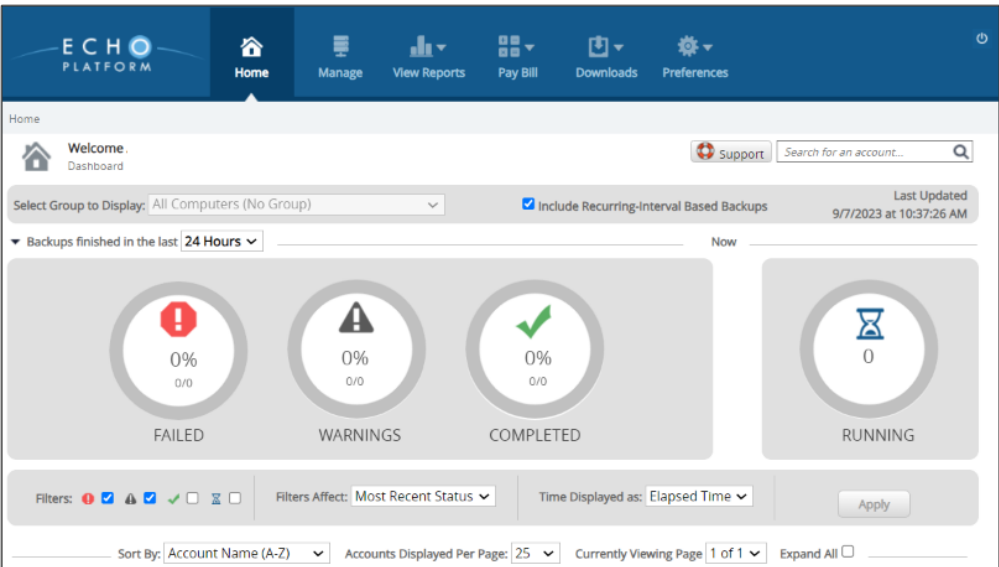 ECHO
PLATFORM
Home
Manage
View Reports
Pay Bill
Downloads
Preferences
Home
Welcome.
Dashboard
Support
Search for an account...
Select Group to Display: All Computers (No Group)
Include Recurring-Interval Based Backups
Last Updated
9/7/2023 at 10:37:26 AM
Backups finished in the last 24 Hours
Now
0%
0/0
FAILED
0%
0/0
WARNINGS
0%
0/0
COMPLETED
0
RUNNING
Filters:
Filters Affect: Most Recent Status
Time Displayed as: Elapsed Time
Apply
Sort By: Account Name (A-Z)
Accounts Displayed Per Page: 25
Currently Viewing Page 1 of 1
Expand All